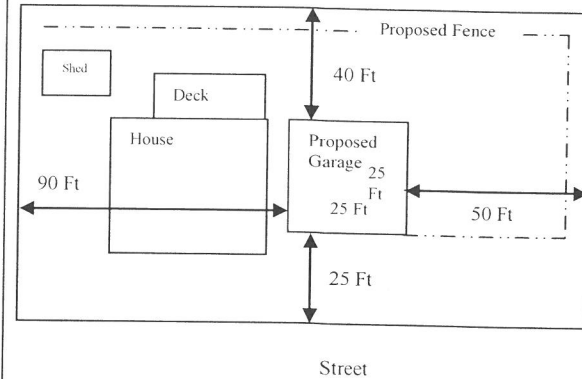 Proposed Fence
Shed
40 Ft
Deck
House
Proposed
Garage
25
Ft
90 Ft
25 Ft
50 Ft
25 Ft
Street